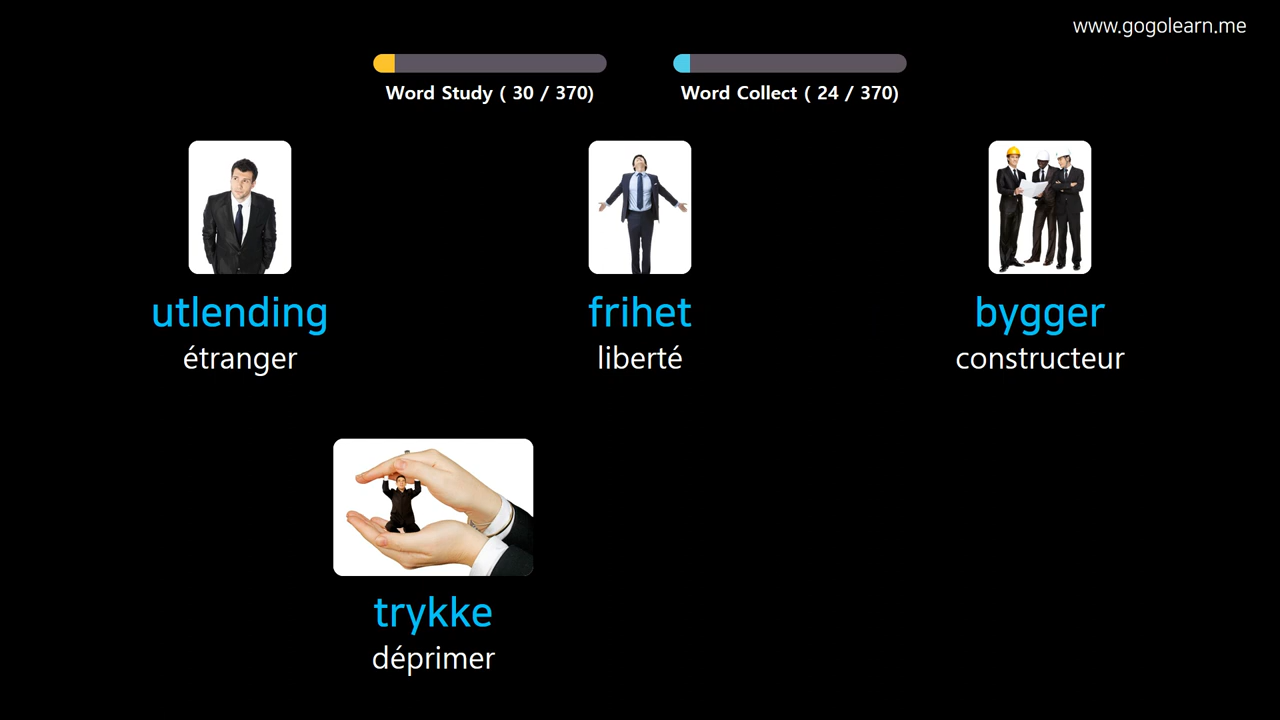 www.gogolearn.me
Word Study ( 30 / 370)
Word Collect ( 24 / 370)
utlending
étranger
frihet
liberté
bygger
constructeur
trykke
déprimer